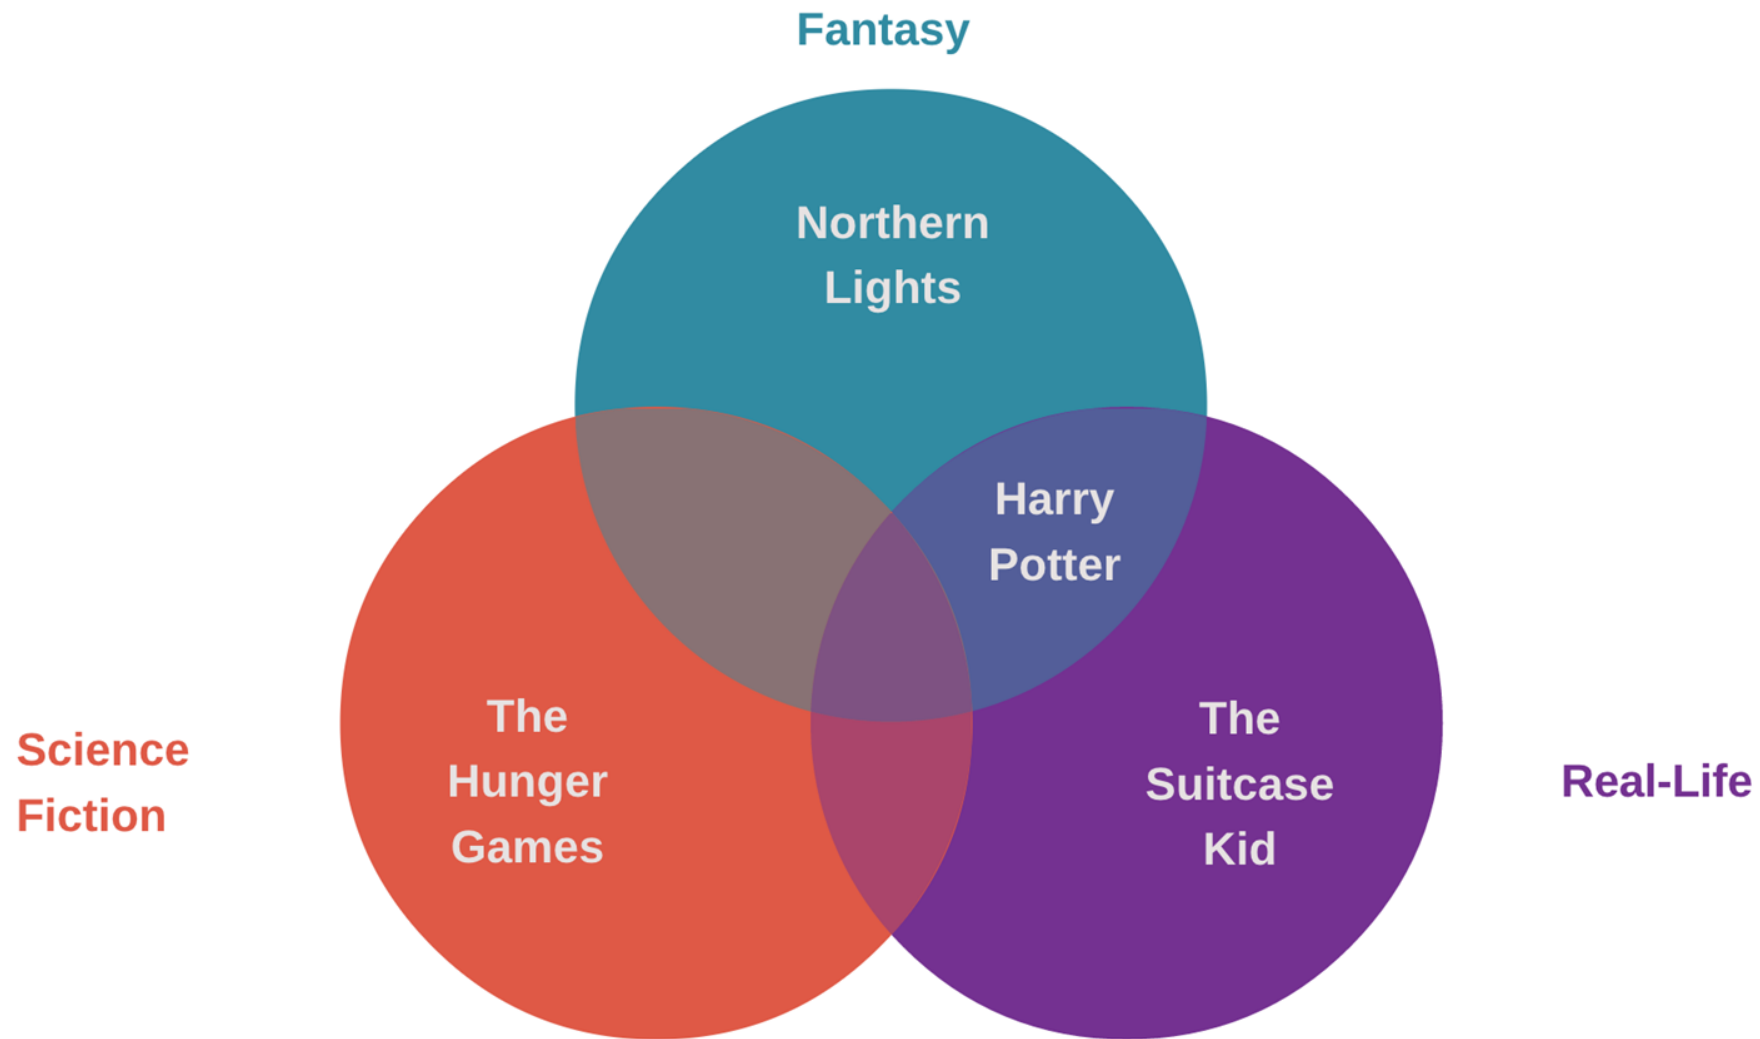 Fantasy
Northern
Lights
Harry
Potter
The
Hunger
Games
The
Suitcase
Kid
Science
Fiction
Real-Life